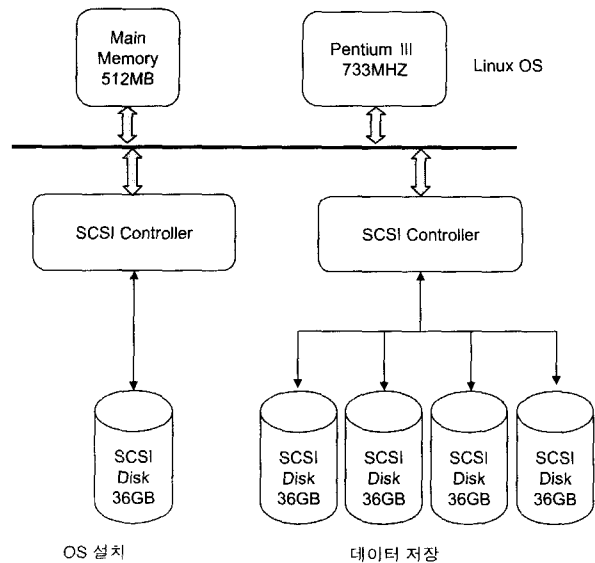 Main
Memory
512MB
Pentium III
733MHZ
Linux OS
SCSI Controller
SCSI Controller
SCSI
Disk
36GB
SCSI
Disk
36GB
SCSI
Disk
36GB
SCSI
Disk
36GB
SCSI
Disk
36GB
OS 설치
데이터 저장